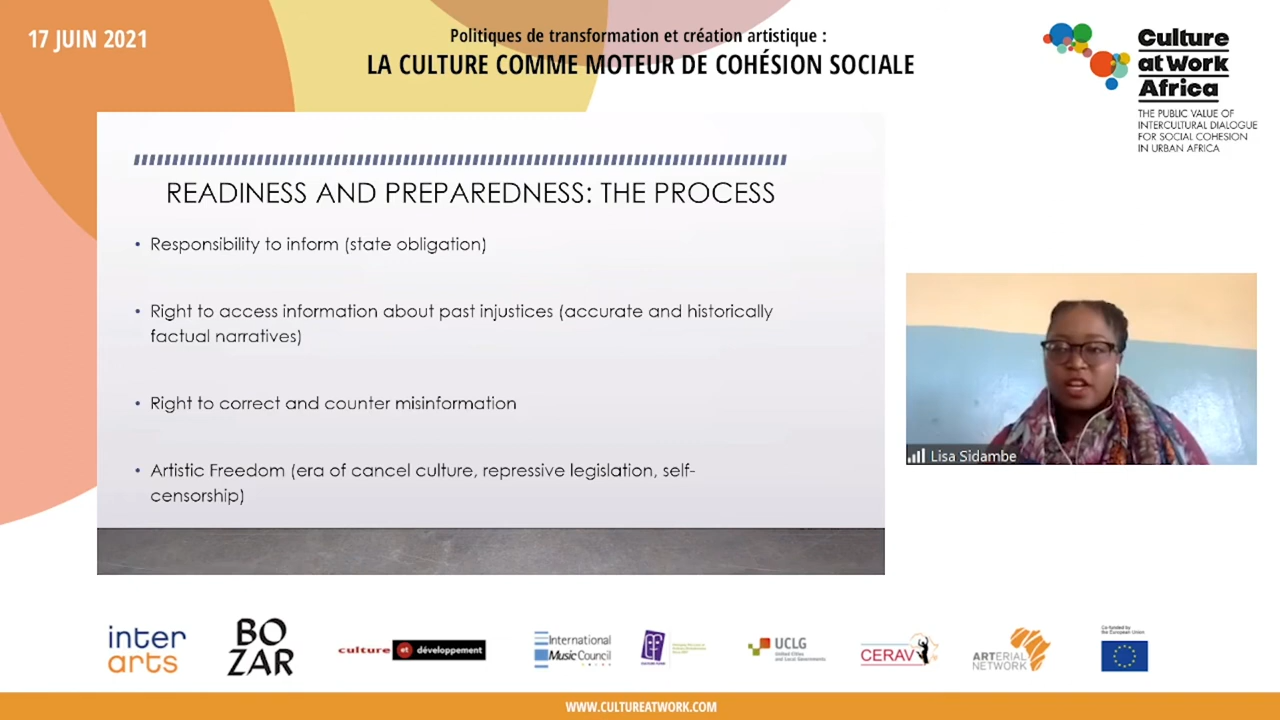 17 JUIN 2021
Politiques de transformation et création artistique :
LA CULTURE COMME MOTEUR DE COHÉSION SOCIALE
Culture
at Work
Africa
THE PUBLIC VALUE OF
INTERCULTURAL DIALOGUE
FOR SOCIAL COHESION
IN URBAN AFRICA
READINESS AND PREPAREDNESS: THE PROCESS
• Responsibility to inform (state obligation)
• Right to access information about past injustices (accurate and historically
factual narratives)
• Right to correct and counter misinformation
• Artistic Freedom (era of cancel culture, repressive legislation, self-
censorship)
Lisa Sidambe
inter
arts
BO
ZAR
culture et développement
International
Music Council
UCLG
United Cities
and Local Governments
CERAV
ARTERIAL
NETWORK
Co-funded by
the European Union
WWW.CULTUREATWORK.COM